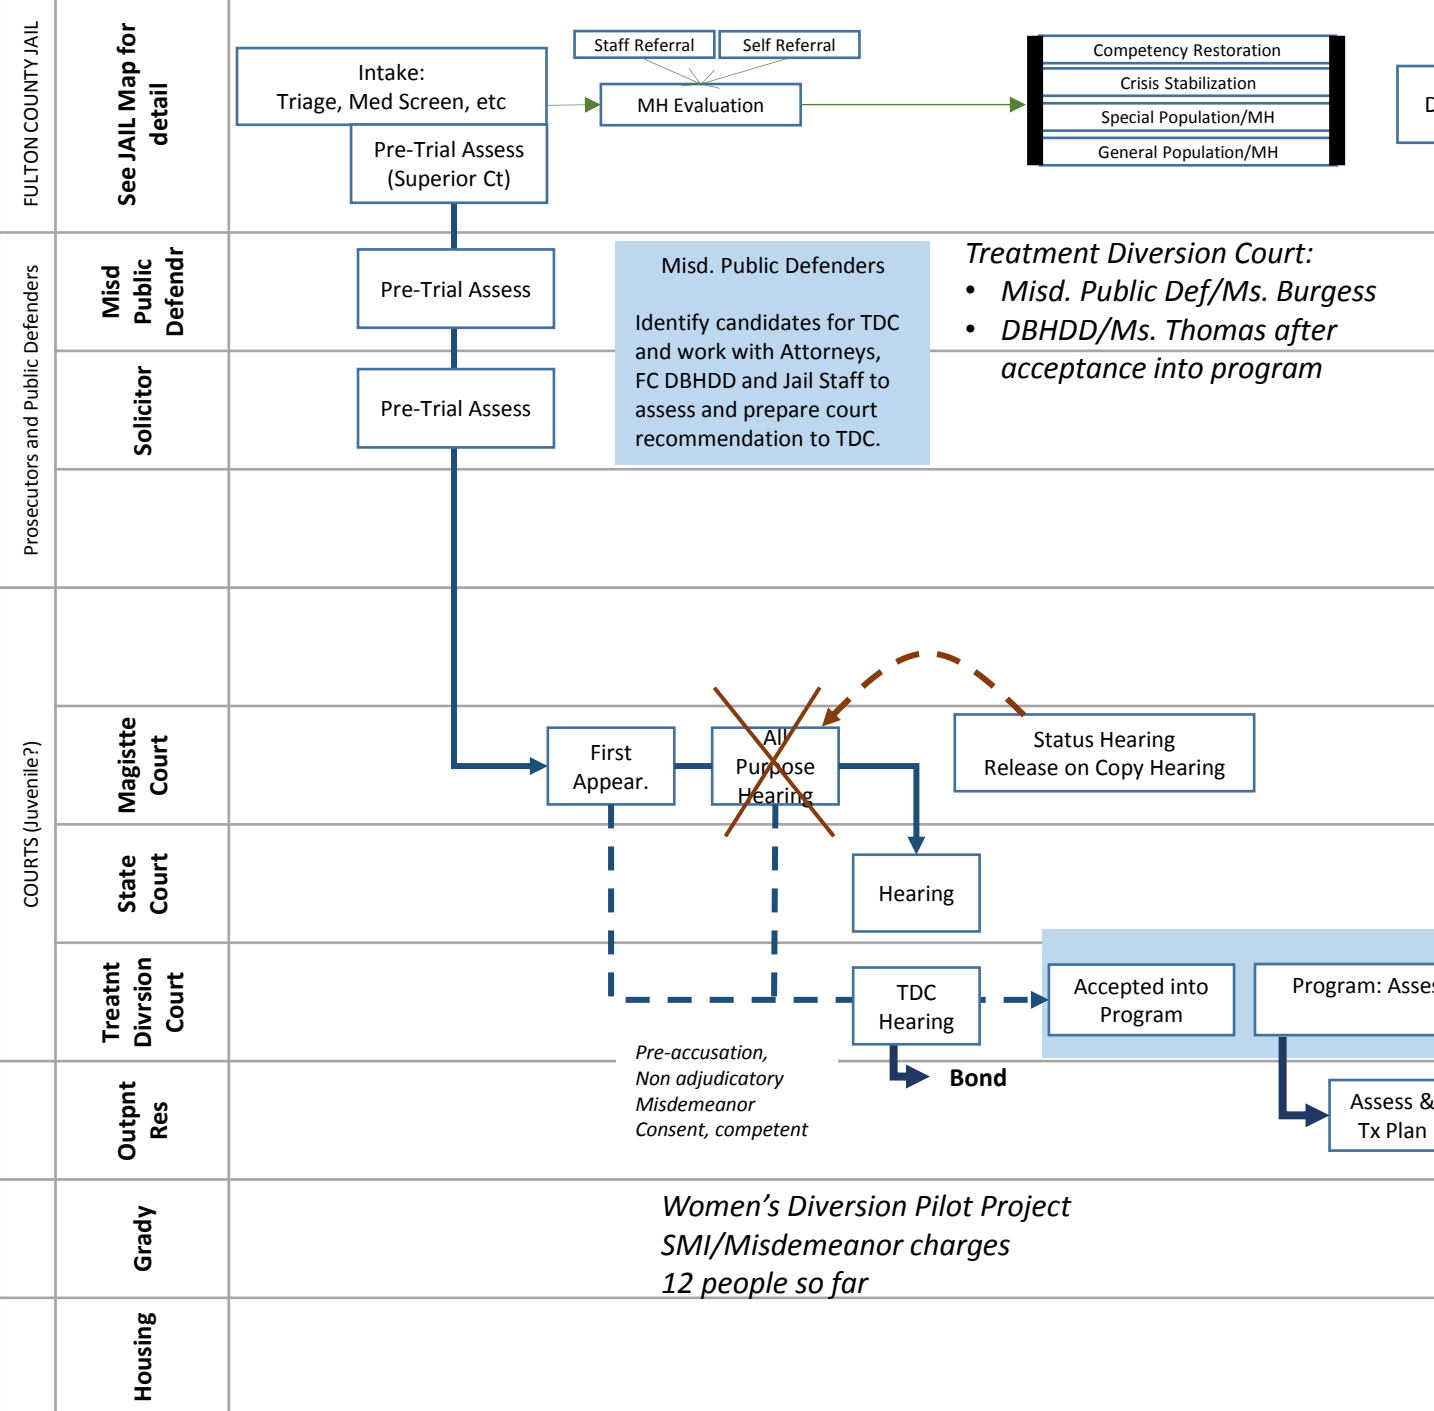 FULTON COUNTY JAIL
See JAIL Map for
detail
Intake:
Triage, Med Screen, etc
Pre-Trial Assess
(Superior Ct)
Staff Referral
Self Referral
MH Evaluation
Competency Restoration
Crisis Stabilization
Special Population/MH
General Population/MH
D
Prosecutors and Public Defenders
Misd
Public
Defendr
Pre-Trial Assess
Misd. Public Defenders
Identify candidates for TDC
and work with Attorneys,
FC DBHDD and Jail Staff to
assess and prepare court
recommendation to TDC.
Treatment Diversion Court:
• Misd. Public Def/Ms. Burgess
• DBHDD/Ms. Thomas after
acceptance into program
Solicitor
Pre-Trial Assess
COURTS (Juvenile?)
Magistte
Court
First
Appear.
All
Purpose
Hearing
Status Hearing
Release on Copy Hearing
State
Court
Hearing
Treatnt
Divrsion
Court
TDC
Hearing
Accepted into
Program
Program: Asses
Pre-accusation,
Non adjudicatory
Misdemeanor
Consent, competent
Bond
Outpnt
Res
Assess &
Tx Plan
Grady
Women's Diversion Pilot Project
SMI/Misdemeanor charges
12 people so far
Housing